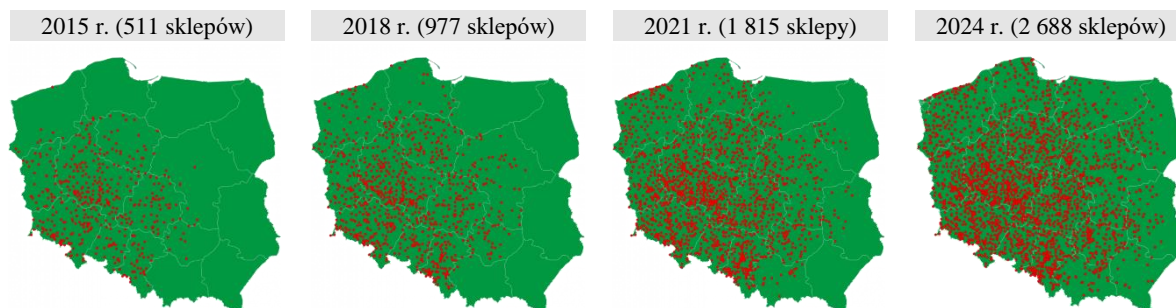 2015 r. (511 sklepów)
2018 r. (977 sklepów)
2021 r. (1 815 sklepy)
2024 r. (2 688 sklepów)